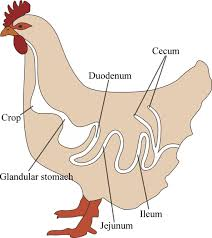 Cecum
Duodenum
Crop
Glandular stomach
Ileum
Jejunum